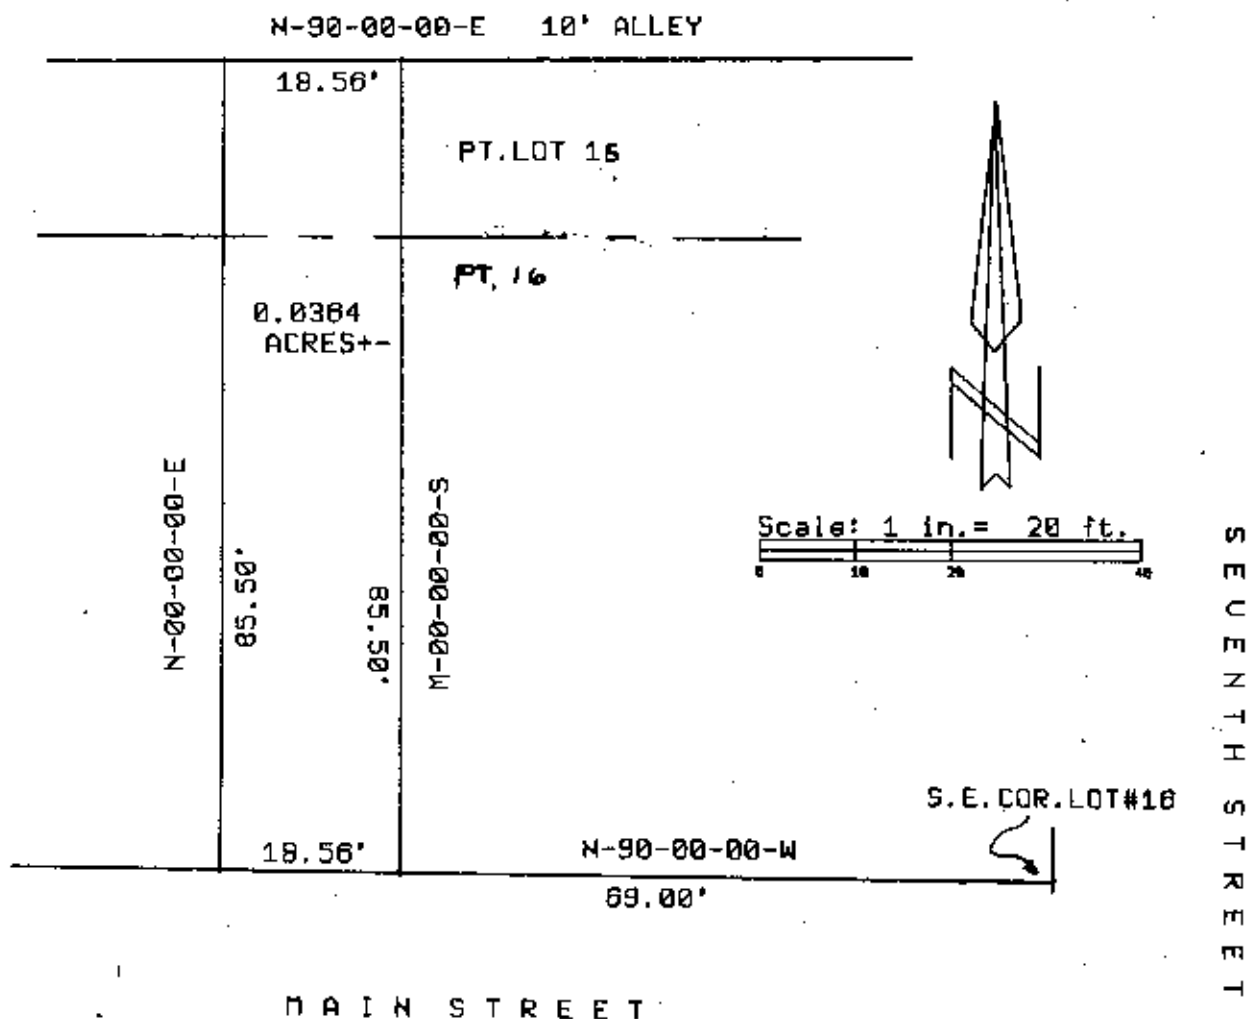 N-90-00-00-E 10' ALLEY
18.56'
PT.LOT 15
PT. 16
0.0364
ACRES+-
N-00-00-00-E
85.50'
85.50'
S-00-00-00-W
Scale: 1 in.= 20 ft.
0 10 20 40
SEVENTH STREET
S.E.COR.LOT#16
18.56'
N-90-00-00-W
69.00'
MAIN STREET